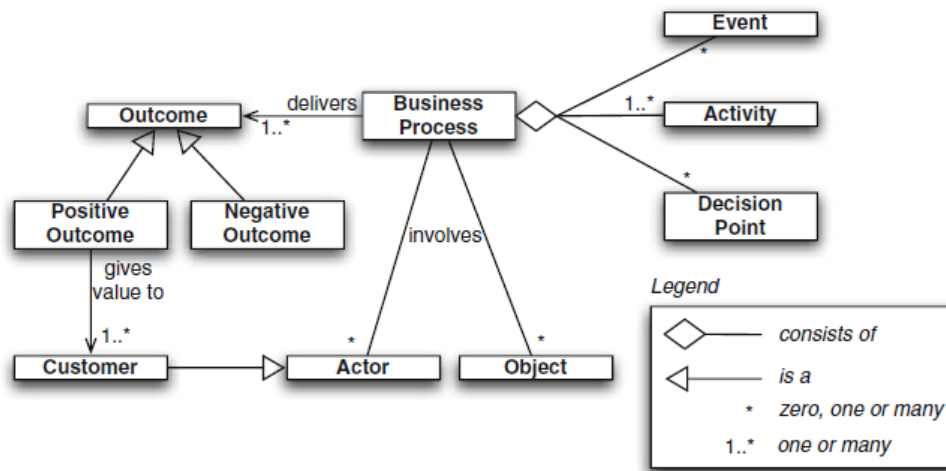 Event
*
delivers
Business
Process
Outcome
1..*
1..*
Activity
*
Positive
Outcome
Negative
Outcome
Decision
Point
involves
gives
value to
Legend
consists of
is a
1..*
*
*
Customer
Actor
Object
* zero, one or many
1..* one or many